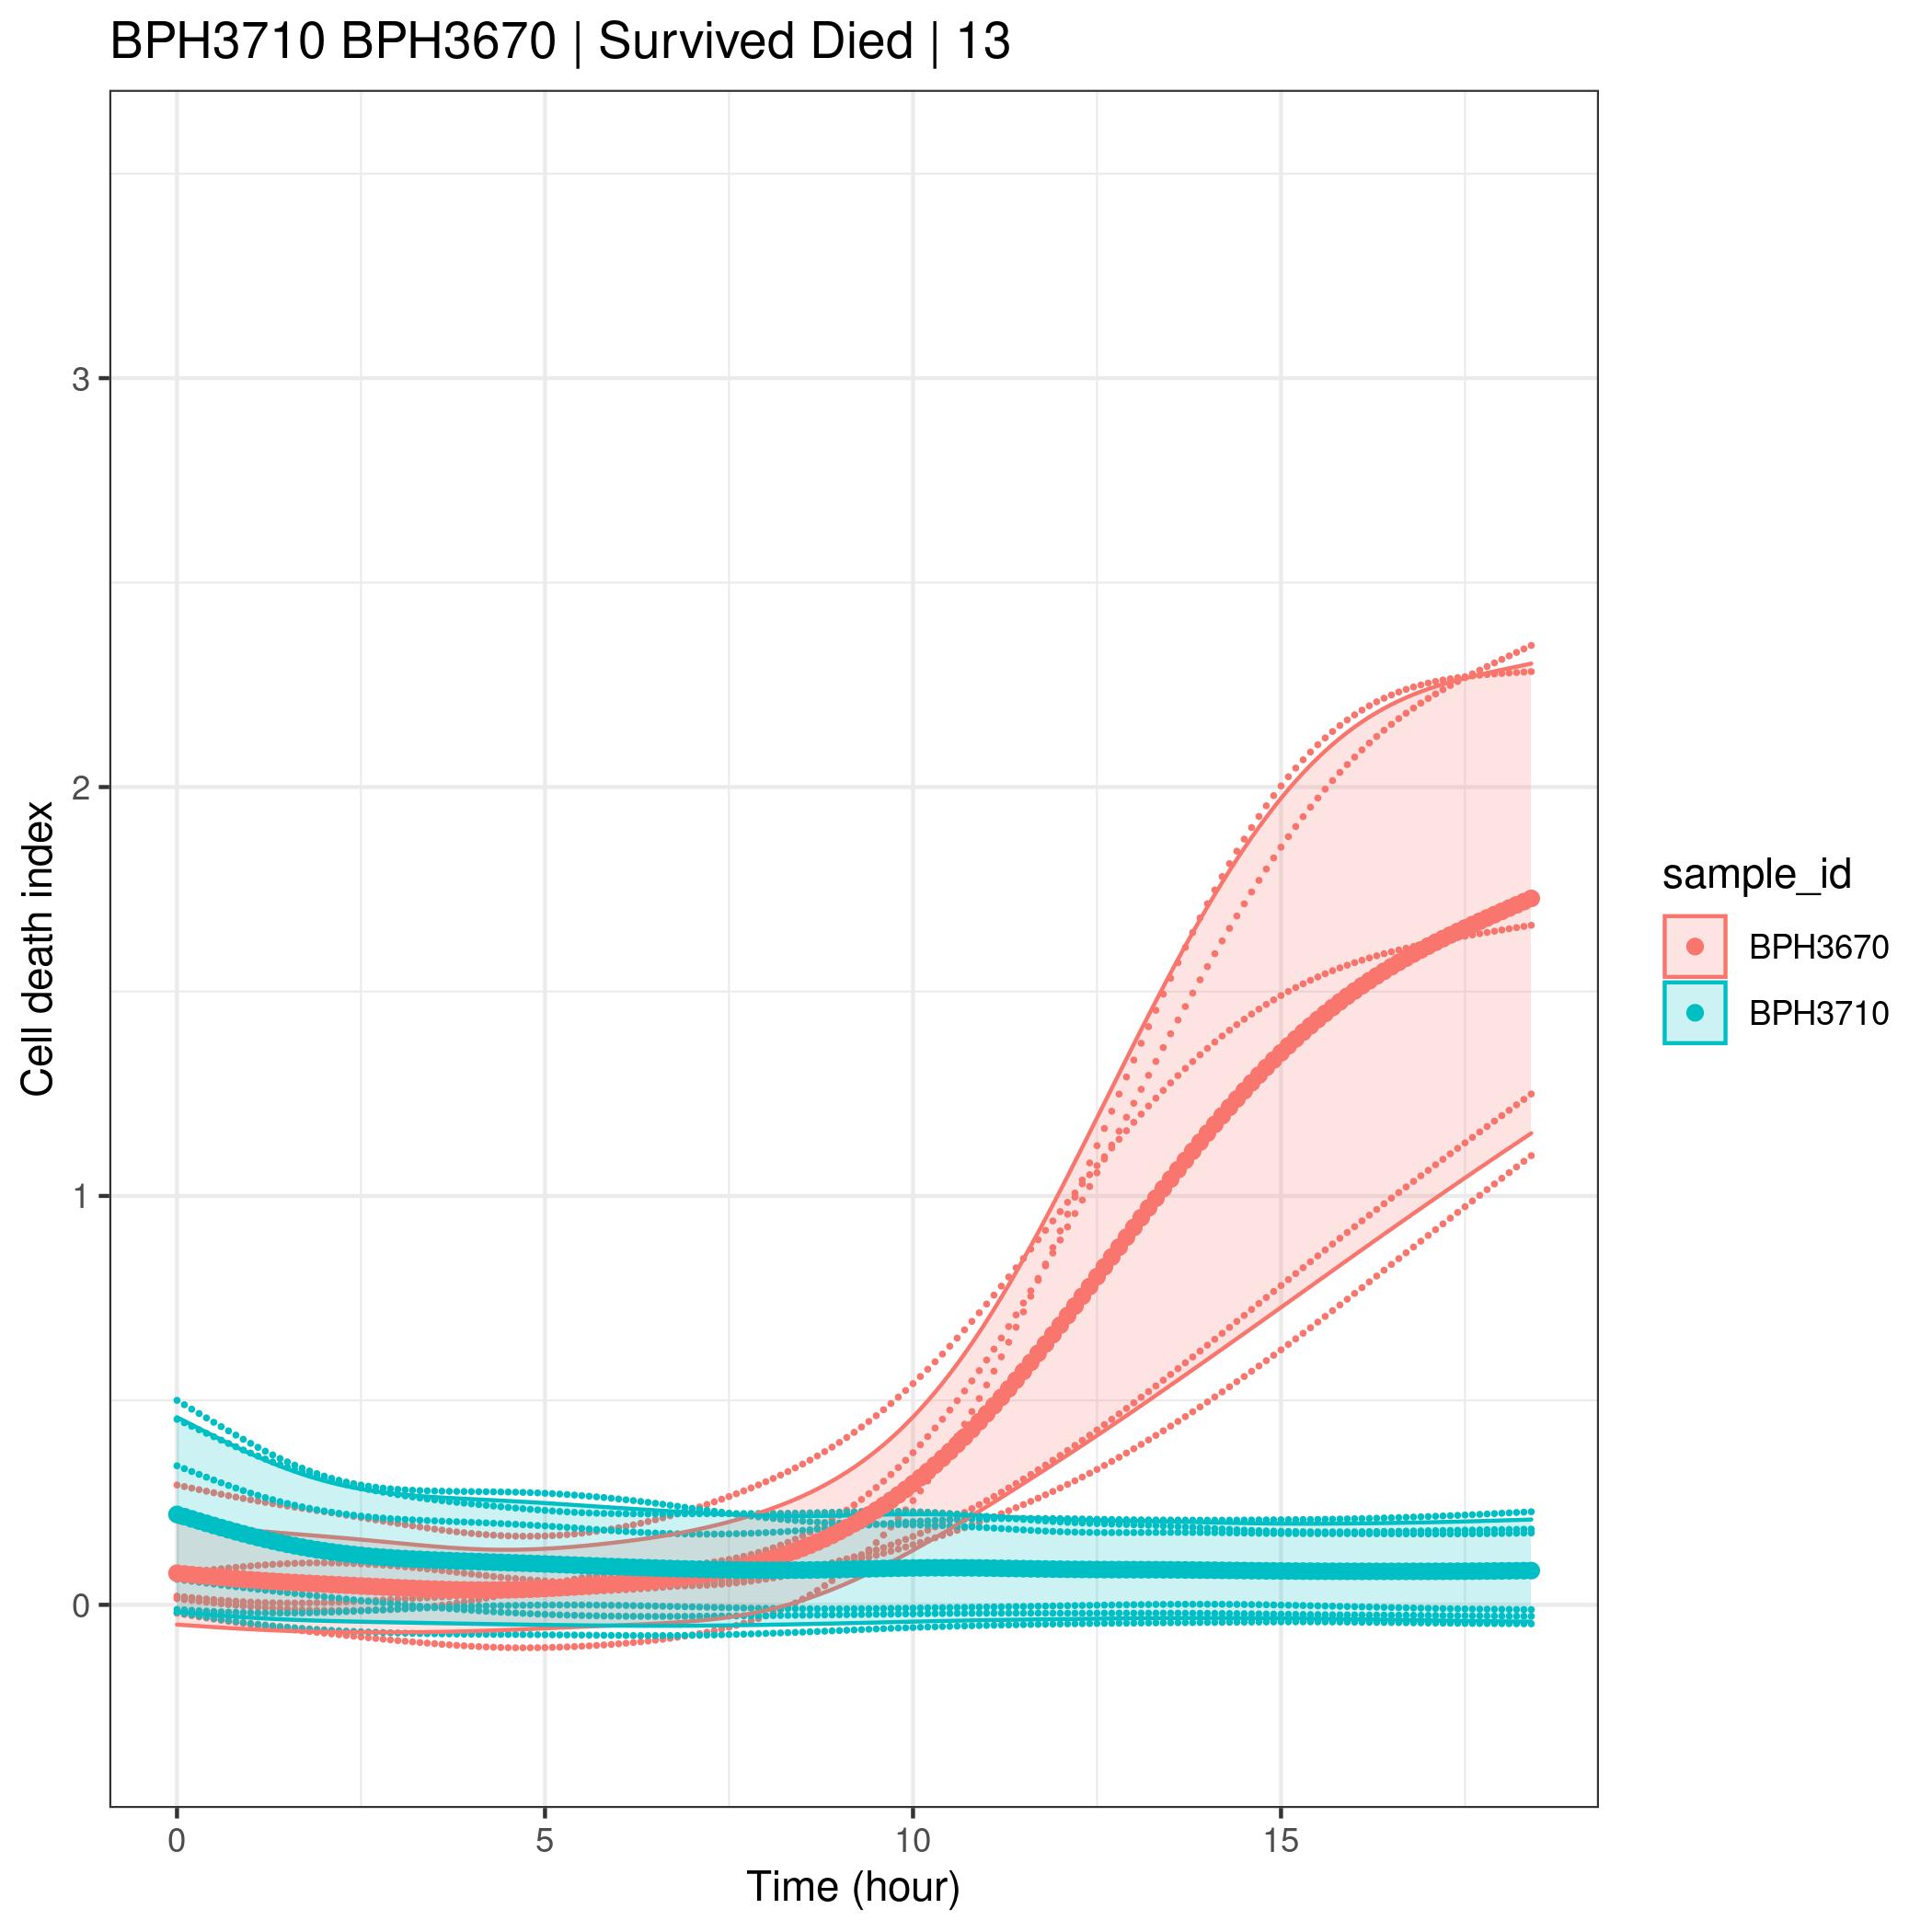 BPH3710 BPH3670 | Survived Died | 13
3
2
1
0
Cell death index
0 5 10 15
Time (hour)
sample_id
BPH3670
BPH3710